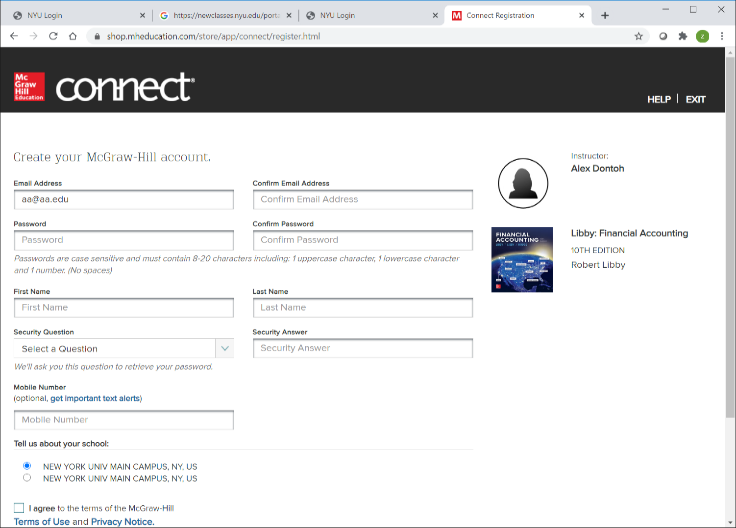 NYU Login
https://newclasses.nyu.edu/porta
NYU Login
Connect Registration
shop.mheducation.com/store/app/connect/register.html
z
Mc
Graw
Hill
Education
connect®
HELP | EXIT
Create your McGraw-Hill account.
Email Address
Confirm Email Address
aa@aa.edu
Confirm Email Address
Password
Confirm Password
Password
Confirm Password
Passwords are case sensitive and must contain 8-20 characters including: 1 uppercase character, 1 lowercase character
and 1 number. (No spaces)
First Name
Last Name
First Name
Last Name
Security Question
Security Answer
Select a Question
Security Answer
We'll ask you this question to retrieve your password.
Mobile Number
(optional, get important text alerts)
Mobile Number
Tell us about your school:
NEW YORK UNIV MAIN CAMPUS, NY, US
NEW YORK UNIV MAIN CAMPUS, NY, US
I agree to the terms of the McGraw-Hill
Terms of Use and Privacy Notice.
Instructor:
Alex Dontoh
FINANCIAL
ACCOUNTING
Libby: Financial Accounting
10TH EDITION
Robert Libby